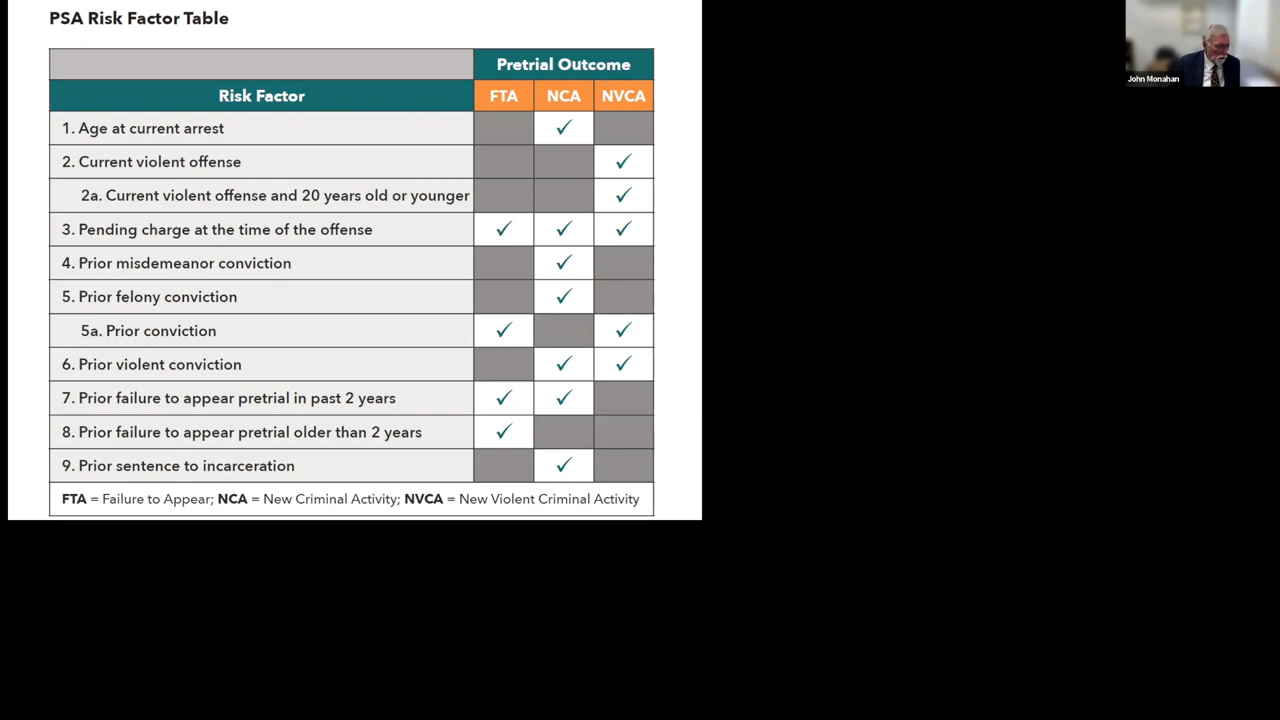 PSA Risk Factor Table
Pretrial Outcome
Risk Factor FTA NCA NVCA
1. Age at current arrest ✓
2. Current violent offense ✓
2a. Current violent offense and 20 years old or younger ✓
3. Pending charge at the time of the offense ✓ ✓ ✓
4. Prior misdemeanor conviction ✓
5. Prior felony conviction ✓
5a. Prior conviction ✓ ✓
6. Prior violent conviction ✓ ✓
7. Prior failure to appear pretrial in past 2 years ✓ ✓
8. Prior failure to appear pretrial older than 2 years ✓
9. Prior sentence to incarceration ✓
FTA = Failure to Appear; NCA = New Criminal Activity; NVCA = New Violent Criminal Activity
John Monahan